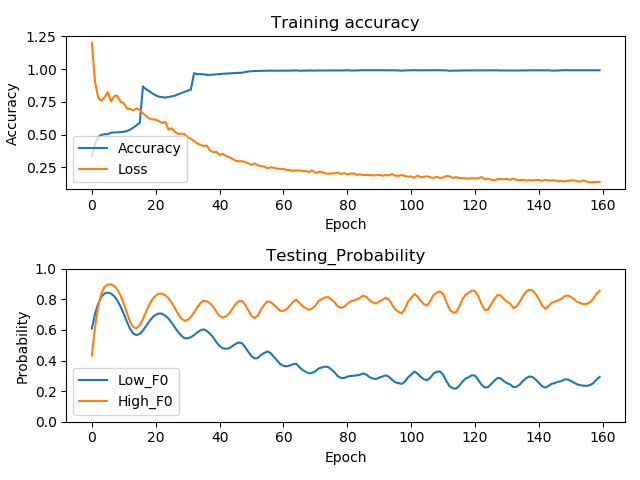 Training accuracy
1.25
1.00
0.75
0.50
0.25
Accuracy
Accuracy
Loss
0 20 40 60 80 100 120 140 160
Epoch
Testing_Probability
1.0
0.8
0.6
0.4
0.2
0.0
Probability
Low_F0
High_F0
0 20 40 60 80 100 120 140 160
Epoch